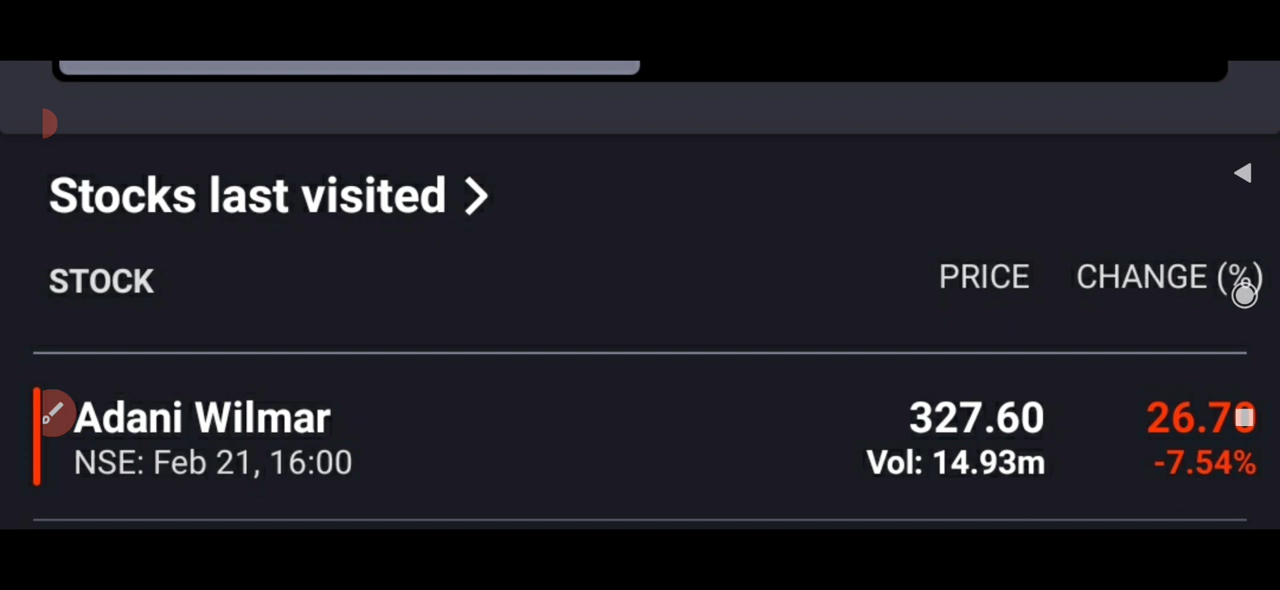 Stocks last visited
STOCK PRICE CHANGE (%)
Adani Wilmar 327.60 26.70
NSE: Feb 21, 16:00 Vol: 14.93m -7.54%